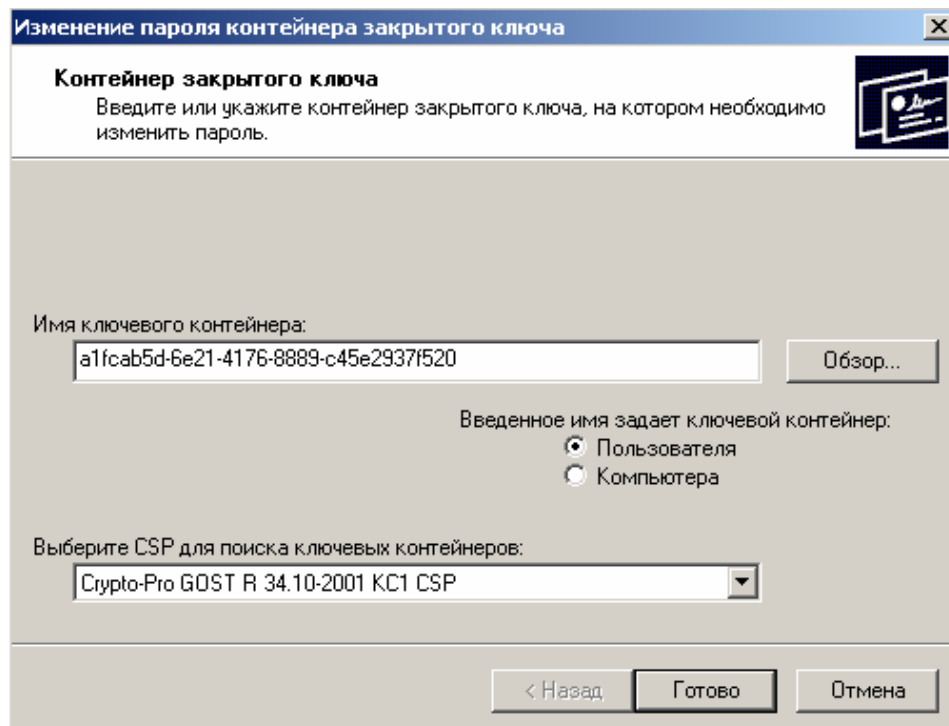 Изменение пароля контейнера закрытого ключа
Контейнер закрытого ключа
Введите или укажите контейнер закрытого ключа, на котором необходимо
изменить пароль.
Имя ключевого контейнера:
a1fcab5d-6e21-4176-8889-c45e2937f520
Обзор...
Введенное имя задает ключевой контейнер:
Пользователя
Компьютера
Выберите CSP для поиска ключевых контейнеров:
Crypto-Pro GOST R 34.10-2001 KC1 CSP
< Назад
Готово
Отмена